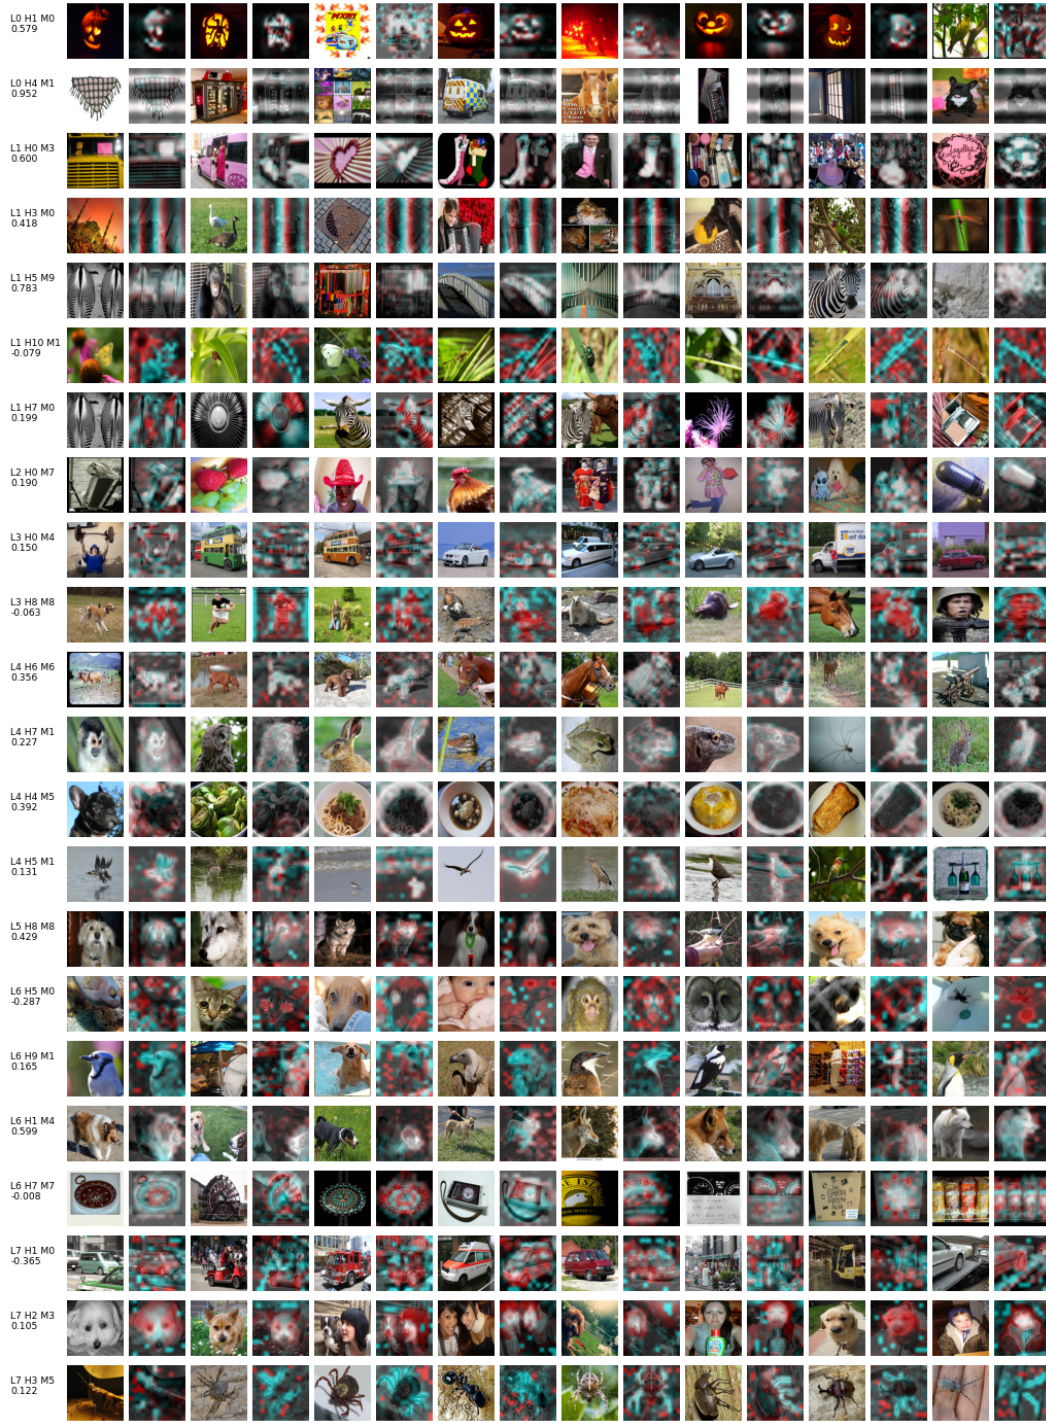 L0 H1 M0
0.579
L0 H4 M1
0.952
L1 H0 M3
0.600
L1 H3 M0
0.418
L1 H5 M9
0.783
L1 H10 M1
-0.079
L1 H7 M0
0.199
L2 H0 M7
0.190
L3 H0 M4
0.150
L3 H8 M8
-0.063
L4 H6 M6
0.356
L4 H7 M1
0.227
L4 H4 M5
0.392
L4 H5 M1
0.131
L5 H8 M8
0.429
L6 H5 M0
-0.287
L6 H9 M1
0.165
L6 H1 M4
0.599
L6 H7 M7
-0.008
L7 H1 M0
-0.365
L7 H2 M3
0.105
L7 H3 M5
0.122